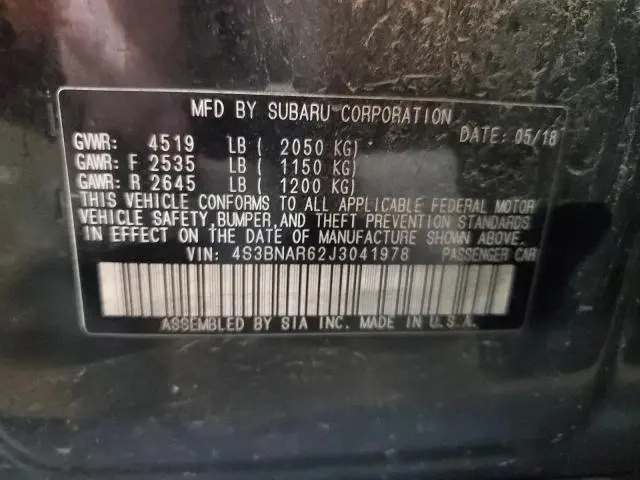 MFD BY SUBARU CORPORATION
DATE: 05/18
GVWR: 4519 LB ( 2050 KG)
GAWR: F 2535 LB ( 1150 KG)
GAWR: R 2645 LB ( 1200 KG)
THIS VEHICLE CONFORMS TO ALL APPLICABLE FEDERAL MOTOR
VEHICLE SAFETY, BUMPER, AND THEFT PREVENTION STANDARDS
IN EFFECT ON THE DATE OF MANUFACTURE SHOWN ABOVE.
VIN: 4S3BNAR62J3041978 PASSENGER CAR
ASSEMBLED BY SIA INC. MADE IN U.S.A.